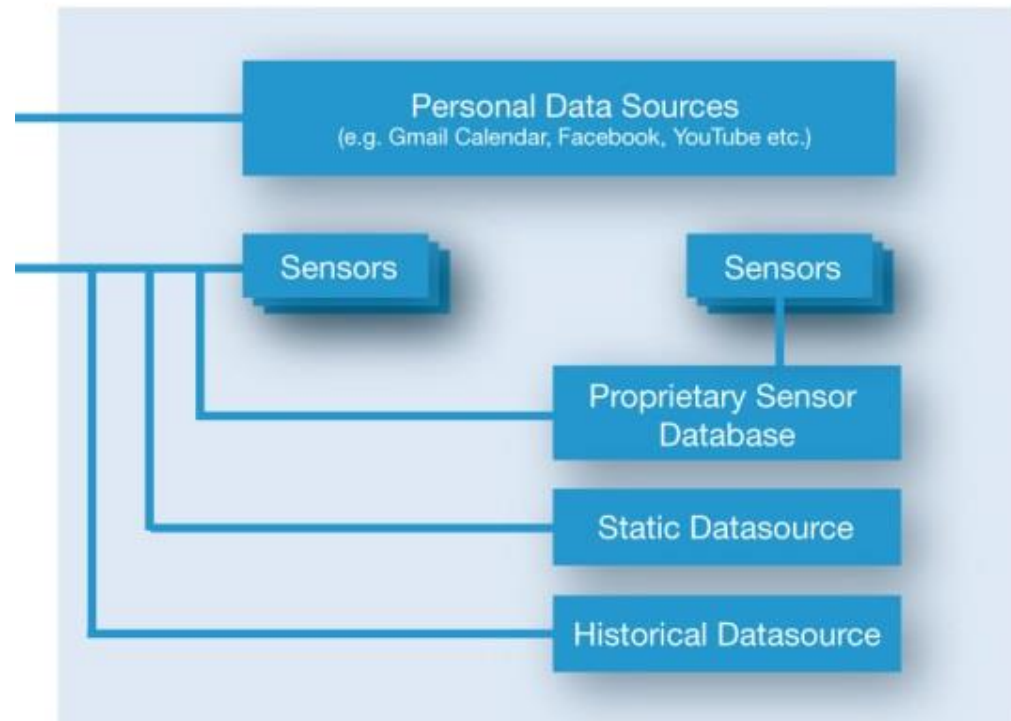 Personal Data Sources
(e.g. Gmail Calendar, Facebook, YouTube etc.)
Sensors
Sensors
Proprietary Sensor
Database
Static Datasource
Historical Datasource